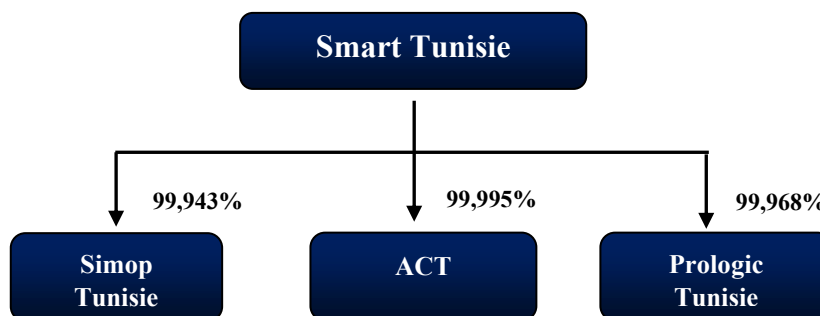 Smart Tunisie
99,943%
99,995%
99,968%
Simop
Tunisie
ACT
Prologic
Tunisie